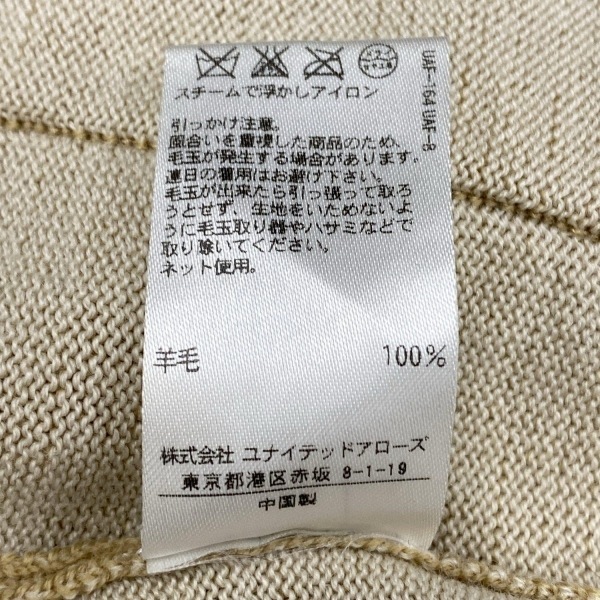 スチームで浮かしアイロン
引っかけ注意。
風合いを重視した商品のため、
毛玉が発生する場合があります。
連日の着用はお避け下さい。
毛玉が出来たら引っ張って取ろ
うとせず、生地をいためないよ
うに毛玉取り器やハサミなどで
取り除いてください。
ネット使用。
羊毛 100%
株式会社 ユナイテッドアローズ
東京都港区赤坂 8-1-19
中国製
UAF-164 UAF-8